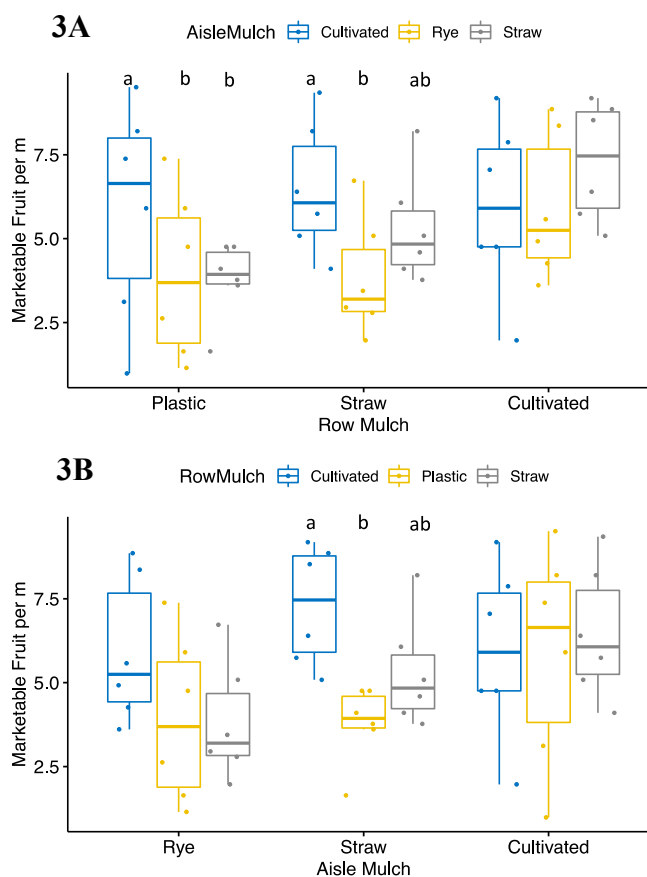 3A
AisleMulch Cultivated Rye Straw
a b b a b ab
7.5
5.0
2.5
Marketable Fruit per m
Plastic Straw Cultivated
Row Mulch
3B
RowMulch Cultivated Plastic Straw
a b ab
7.5
5.0
2.5
Marketable Fruit per m
Rye Straw Cultivated
Aisle Mulch